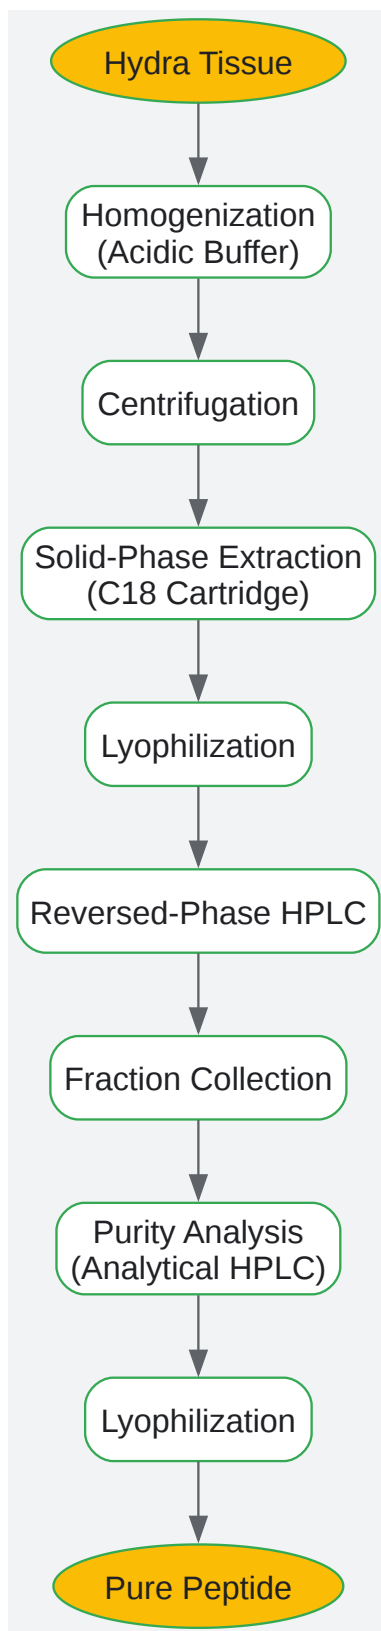 Hydra Tissue
Homogenization
(Acidic Buffer)
Centrifugation
Solid-Phase Extraction
(C18 Cartridge)
Lyophilization
Reversed-Phase HPLC
Fraction Collection
Purity Analysis
(Analytical HPLC)
Lyophilization
Pure Peptide